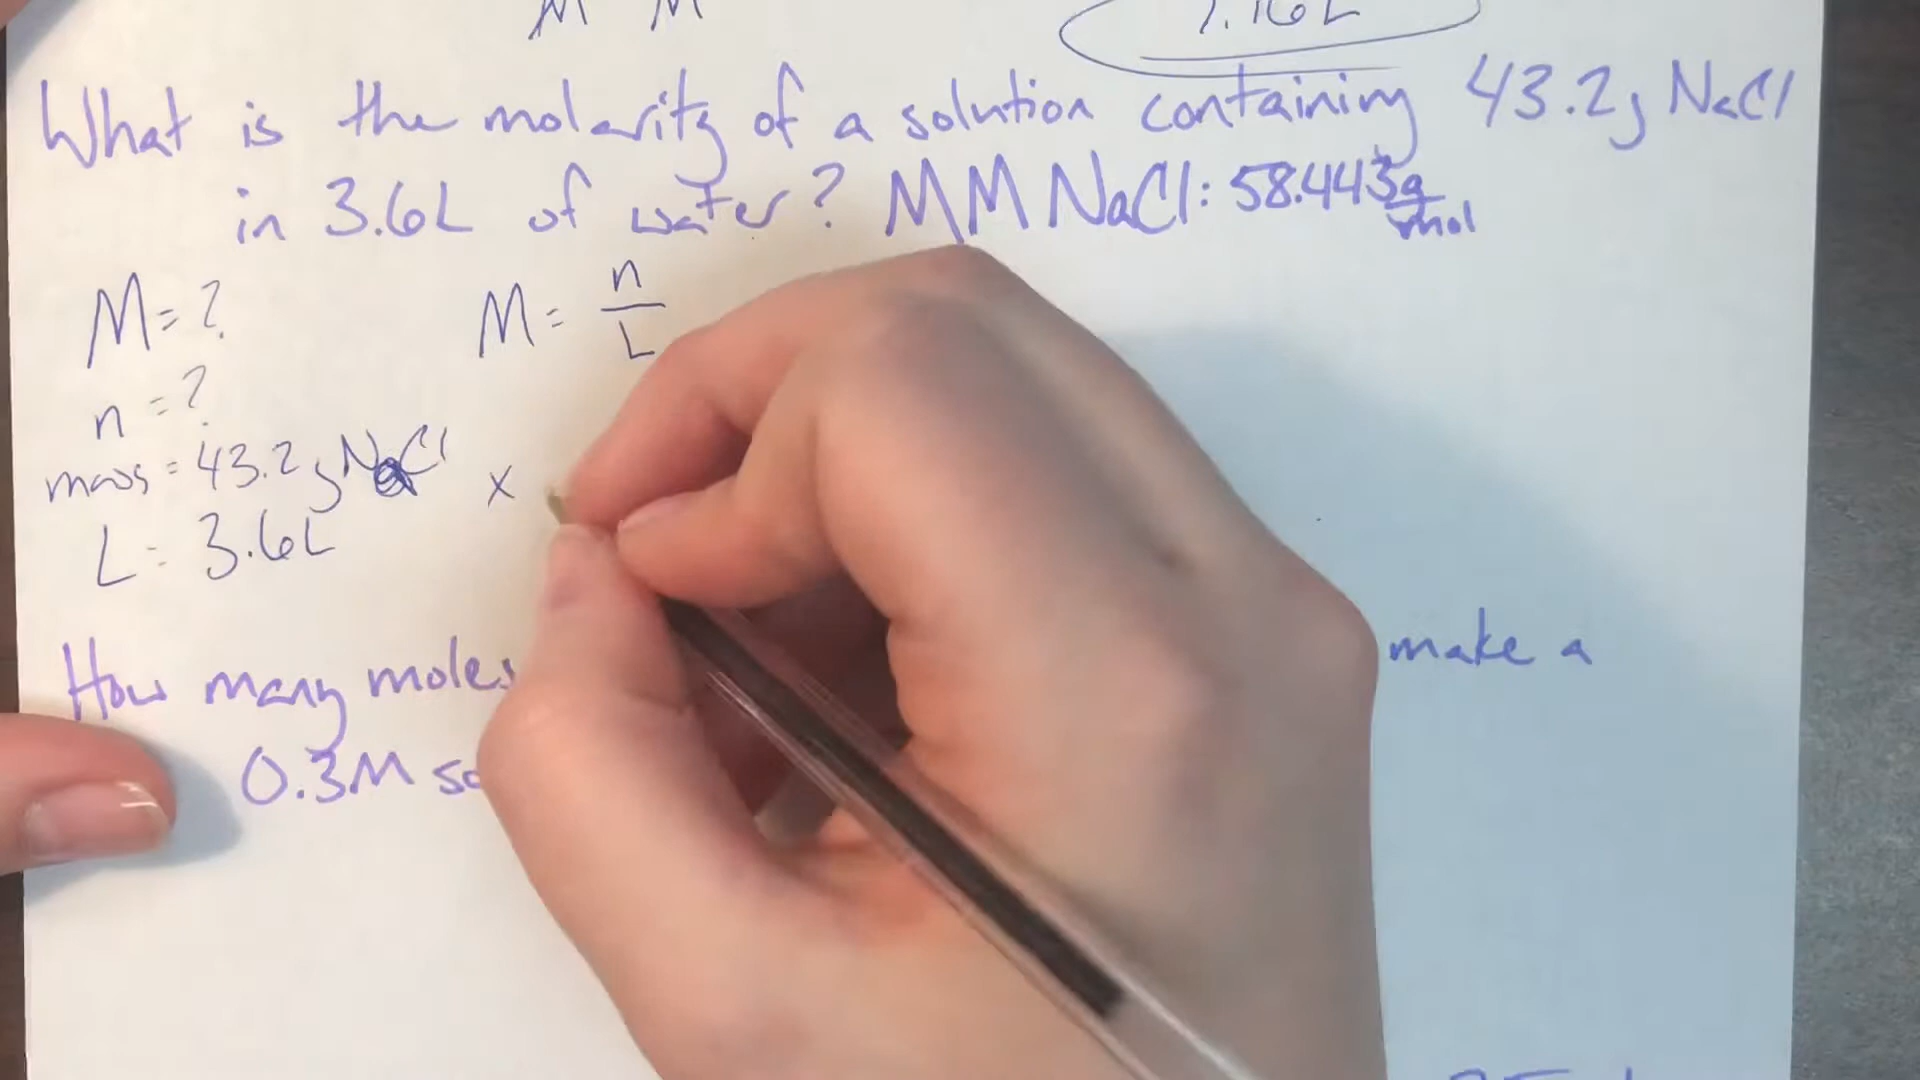 M M
What is the molarity of a solution containing 43.2g NaCl
in 3.6L of water? MM NaCl: 58.443g/mol
M = ?
M = n/L
n = ?
mass = 43.2g NaCl x
L = 3.6L
How many moles
make a
0.3M